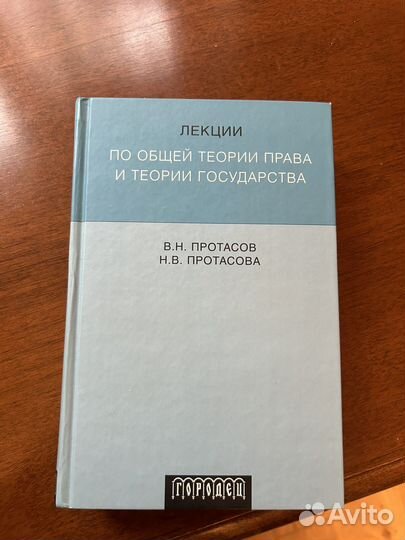 ЛЕКЦИИ
ПО ОБЩЕЙ ТЕОРИИ ПРАВА
И ТЕОРИИ ГОСУДАРСТВА
В.Н. ПРОТАСОВ
Н.В. ПРОТАСОВА
ГОРОДЕЦ
Avito